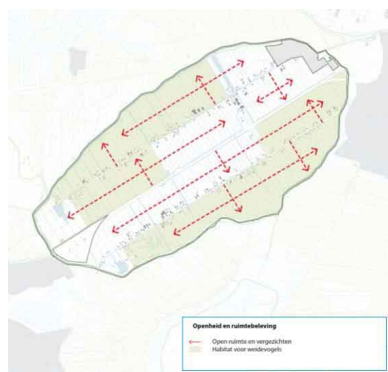 Openheid en ruimtebeleving
Open ruimte en vergezichten
Habitat voor weidevogels